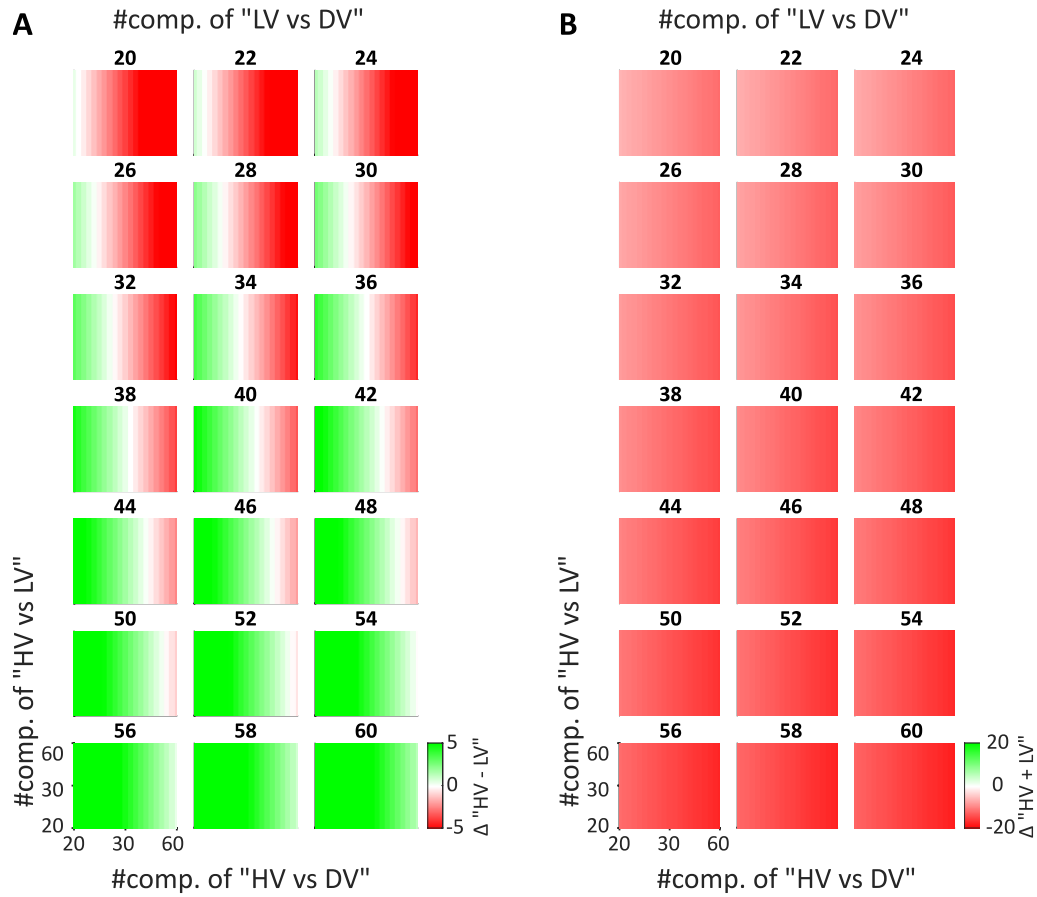 A
#comp. of "LV vs DV"
20 22 24
26 28 30
32 34 36
38 40 42
44 46 48
50 52 54
56 58 60
#comp. of "HV vs LV"
60
30
20
20 30 60
#comp. of "HV vs DV"
5
0
-5
Δ "HV - LV"
B
#comp. of "LV vs DV"
20 22 24
26 28 30
32 34 36
38 40 42
44 46 48
50 52 54
56 58 60
#comp. of "HV vs LV"
60
30
20
20 30 60
#comp. of "HV vs DV"
20
0
-20
Δ "HV + LV"